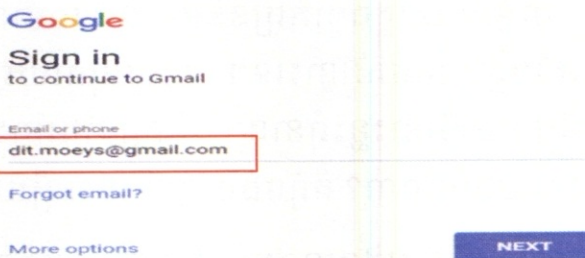 Google
Sign in
to continue to Gmail
Email or phone
dit.moeys@gmail.com
Forgot email?
More options
NEXT